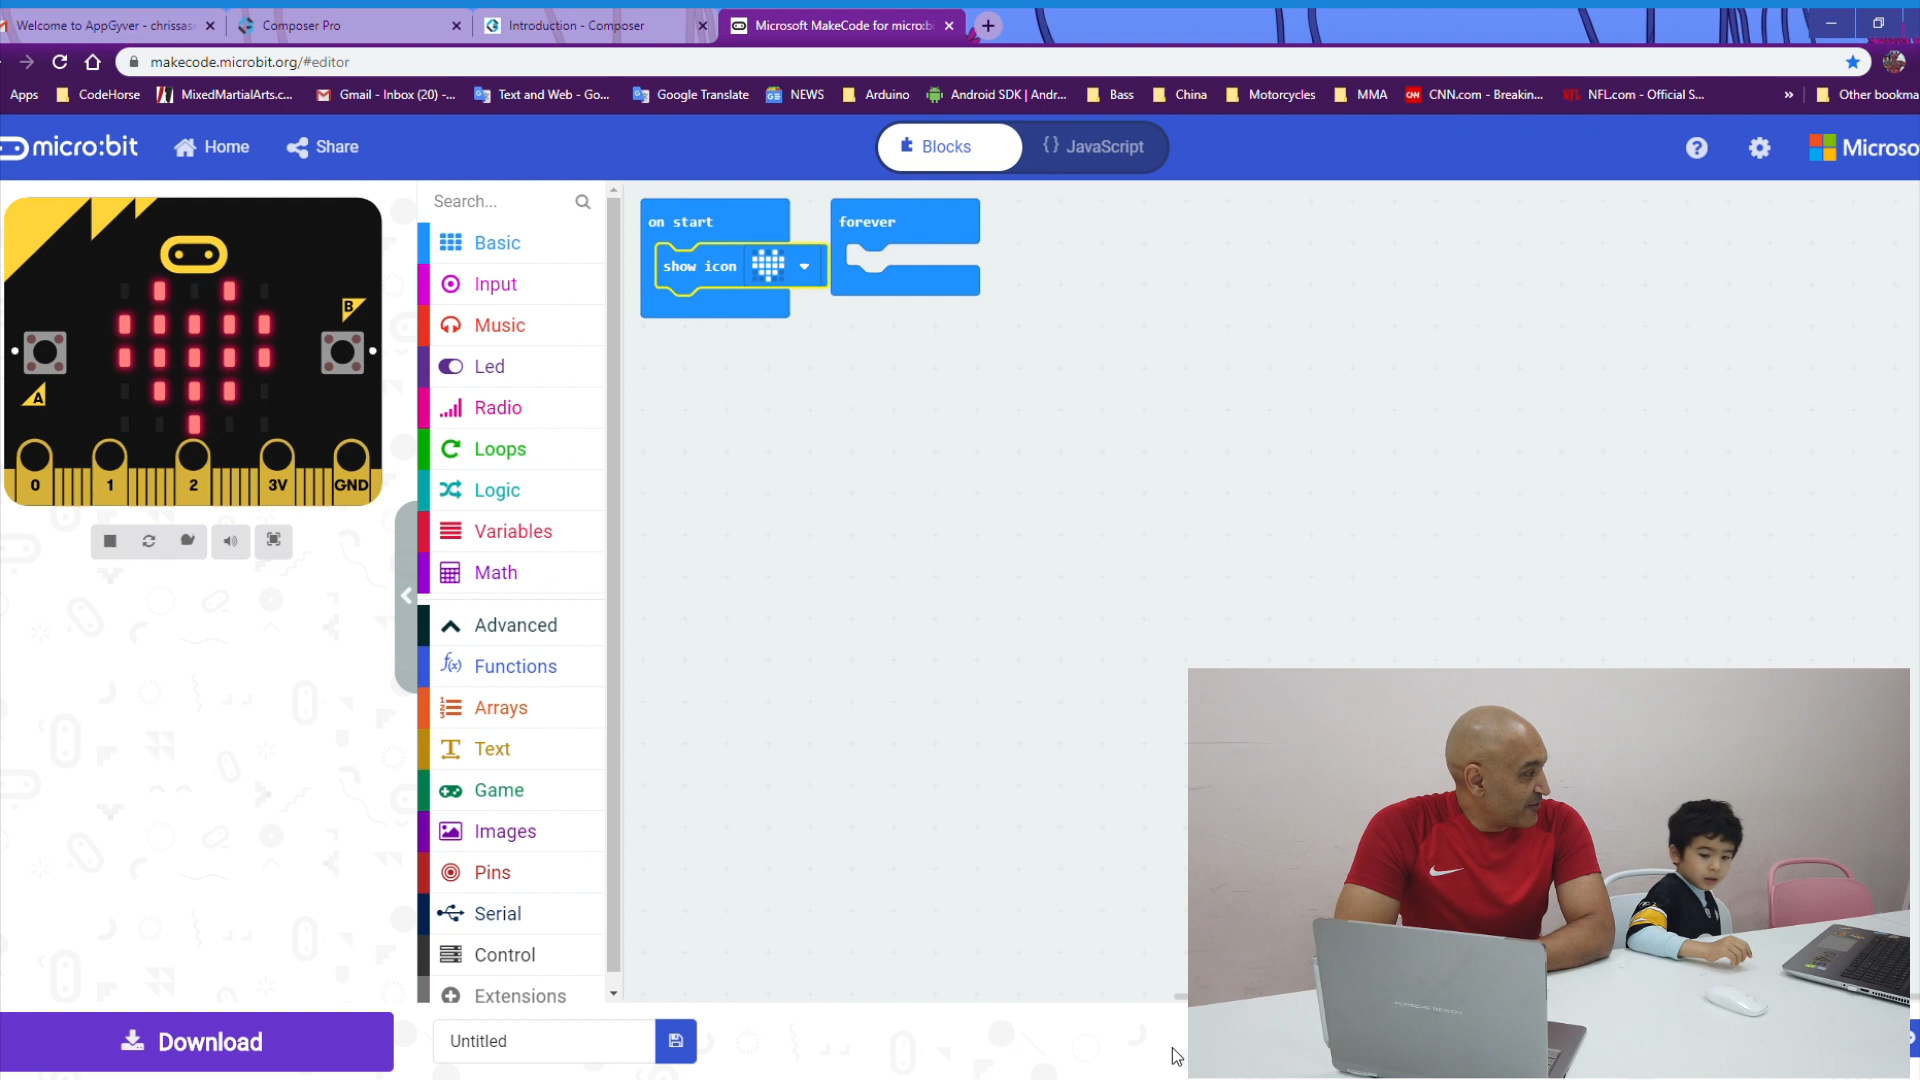 Welcome to AppGyver - chrissas
Composer Pro
Introduction - Composer
Microsoft MakeCode for micro:bi
makecode.microbit.org/#editor
Apps
CodeHorse
MixedMartialArts.c...
Gmail - Inbox (20) -...
Text and Web - Go...
Google Translate
NEWS
Arduino
Android SDK | Andr...
Bass
China
Motorcycles
MMA
CNN.com - Breakin...
NFL.com - Official S...
»
Other bookma
micro:bit
Home
Share
Blocks
{} JavaScript
Microso
Search...
on start
forever
show icon
Basic
Input
Music
Led
Radio
Loops
Logic
Variables
Math
Advanced
Functions
Arrays
Text
Game
Images
Pins
Serial
Control
Extensions
B
A
0
1
2
3V
GND
Download
Untitled
PORSCHE DESIGN